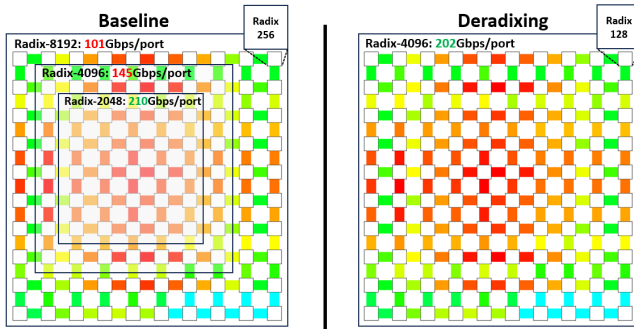 Baseline
Radix
256
Radix-8192: 101Gbps/port
Radix-4096: 145Gbps/port
Radix-2048: 210Gbps/port
Deradixing
Radix
128
Radix-4096: 202Gbps/port